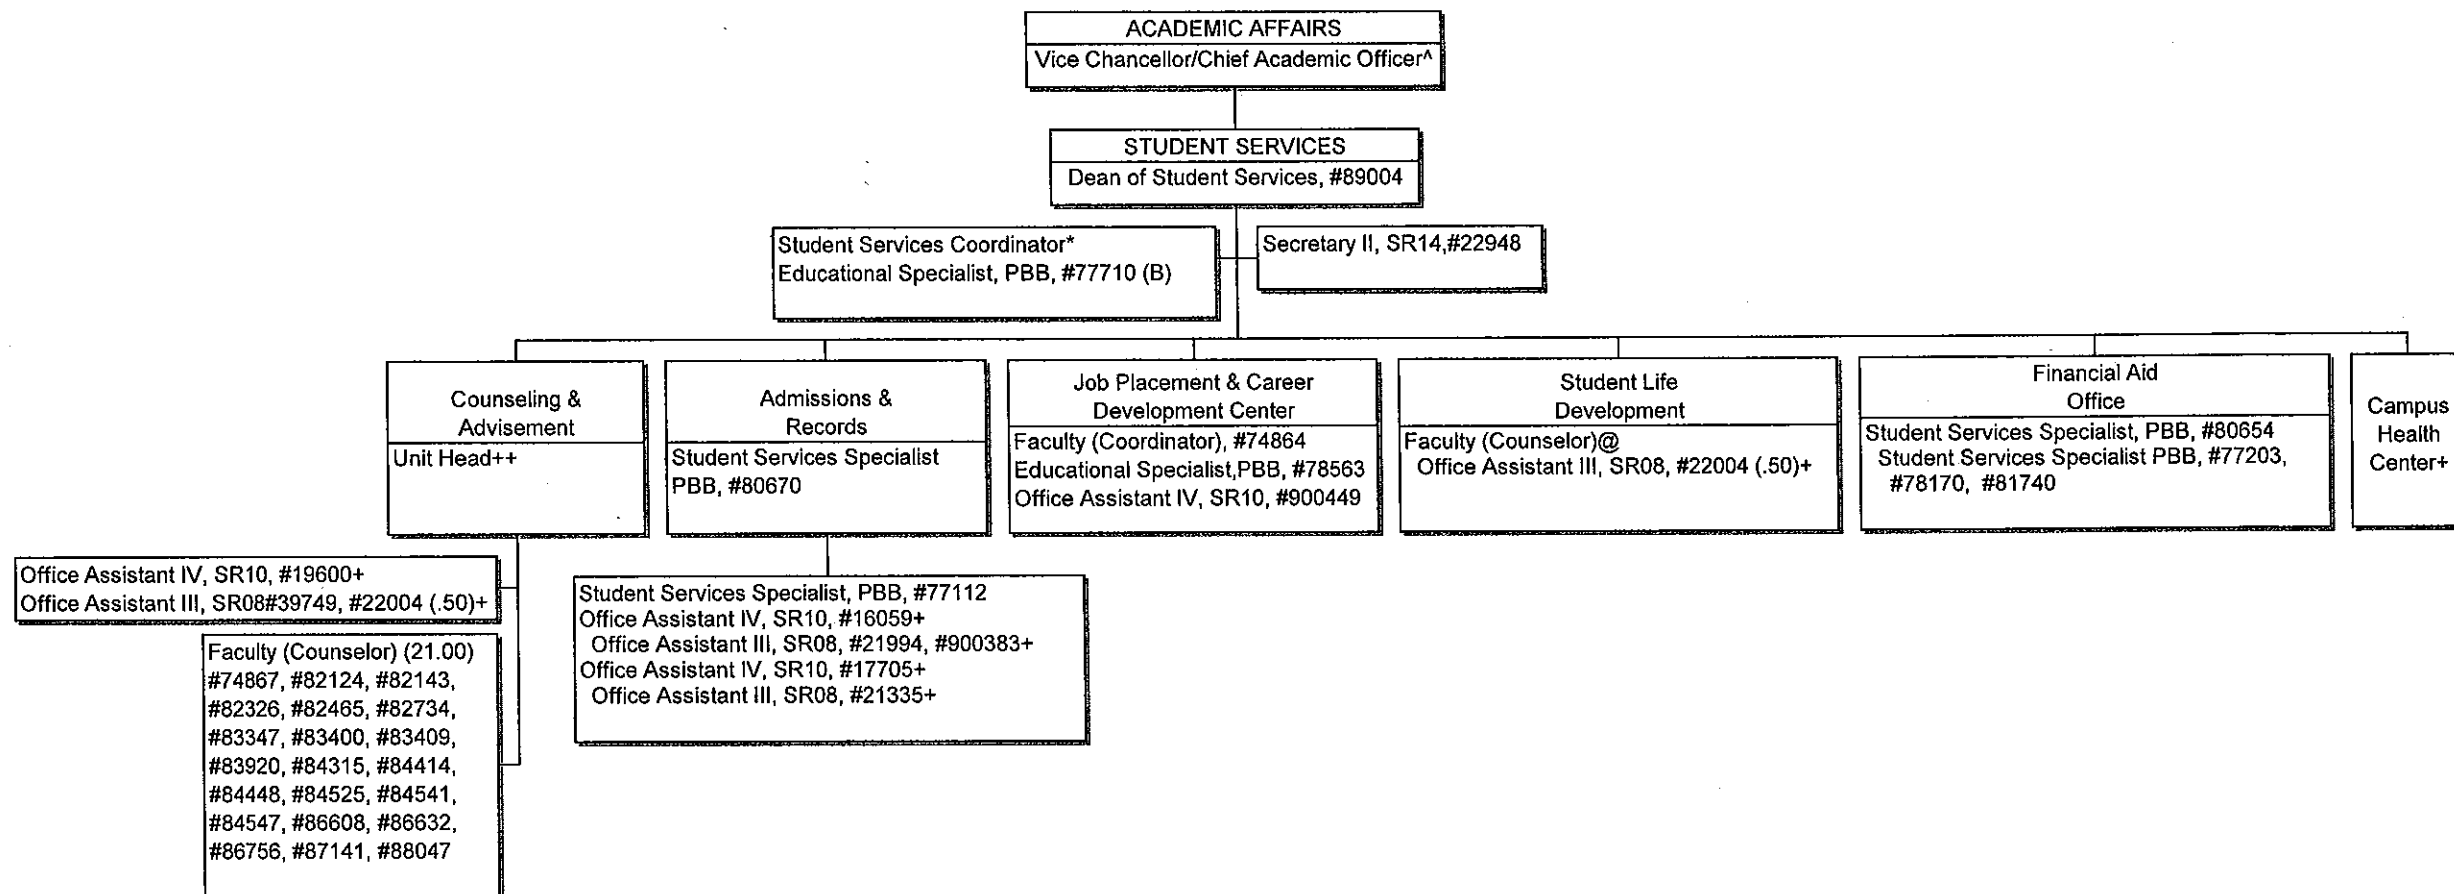 ACADEMIC AFFAIRS
Vice Chancellor/Chief Academic Officer^
STUDENT SERVICES
Dean of Student Services, #89004
Student Services Coordinator*
Educational Specialist, PBB, #77710 (B)
Secretary II, SR14,#22948
Counseling &
Advisement
Unit Head++
Admissions &
Records
Student Services Specialist
PBB, #80670
Job Placement & Career
Development Center
Faculty (Coordinator), #74864
Educational Specialist,PBB, #78563
Office Assistant IV, SR10, #900449
Student Life
Development
Faculty (Counselor)@
Office Assistant III, SR08, #22004 (.50)+
Financial Aid
Office
Student Services Specialist, PBB, #80654
Student Services Specialist PBB, #77203,
#78170, #81740
Campus
Health
Center+
Office Assistant IV, SR10, #19600+
Office Assistant III, SR08#39749, #22004 (.50)+
Faculty (Counselor) (21.00)
#74867, #82124, #82143,
#82326, #82465, #82734,
#83347, #83400, #83409,
#83920, #84315, #84414,
#84448, #84525, #84541,
#84547, #86608, #86632,
#86756, #87141, #88047
Student Services Specialist, PBB, #77112
Office Assistant IV, SR10, #16059+
Office Assistant III, SR08, #21994, #900383+
Office Assistant IV, SR10, #17705+
Office Assistant III, SR08, #21335+